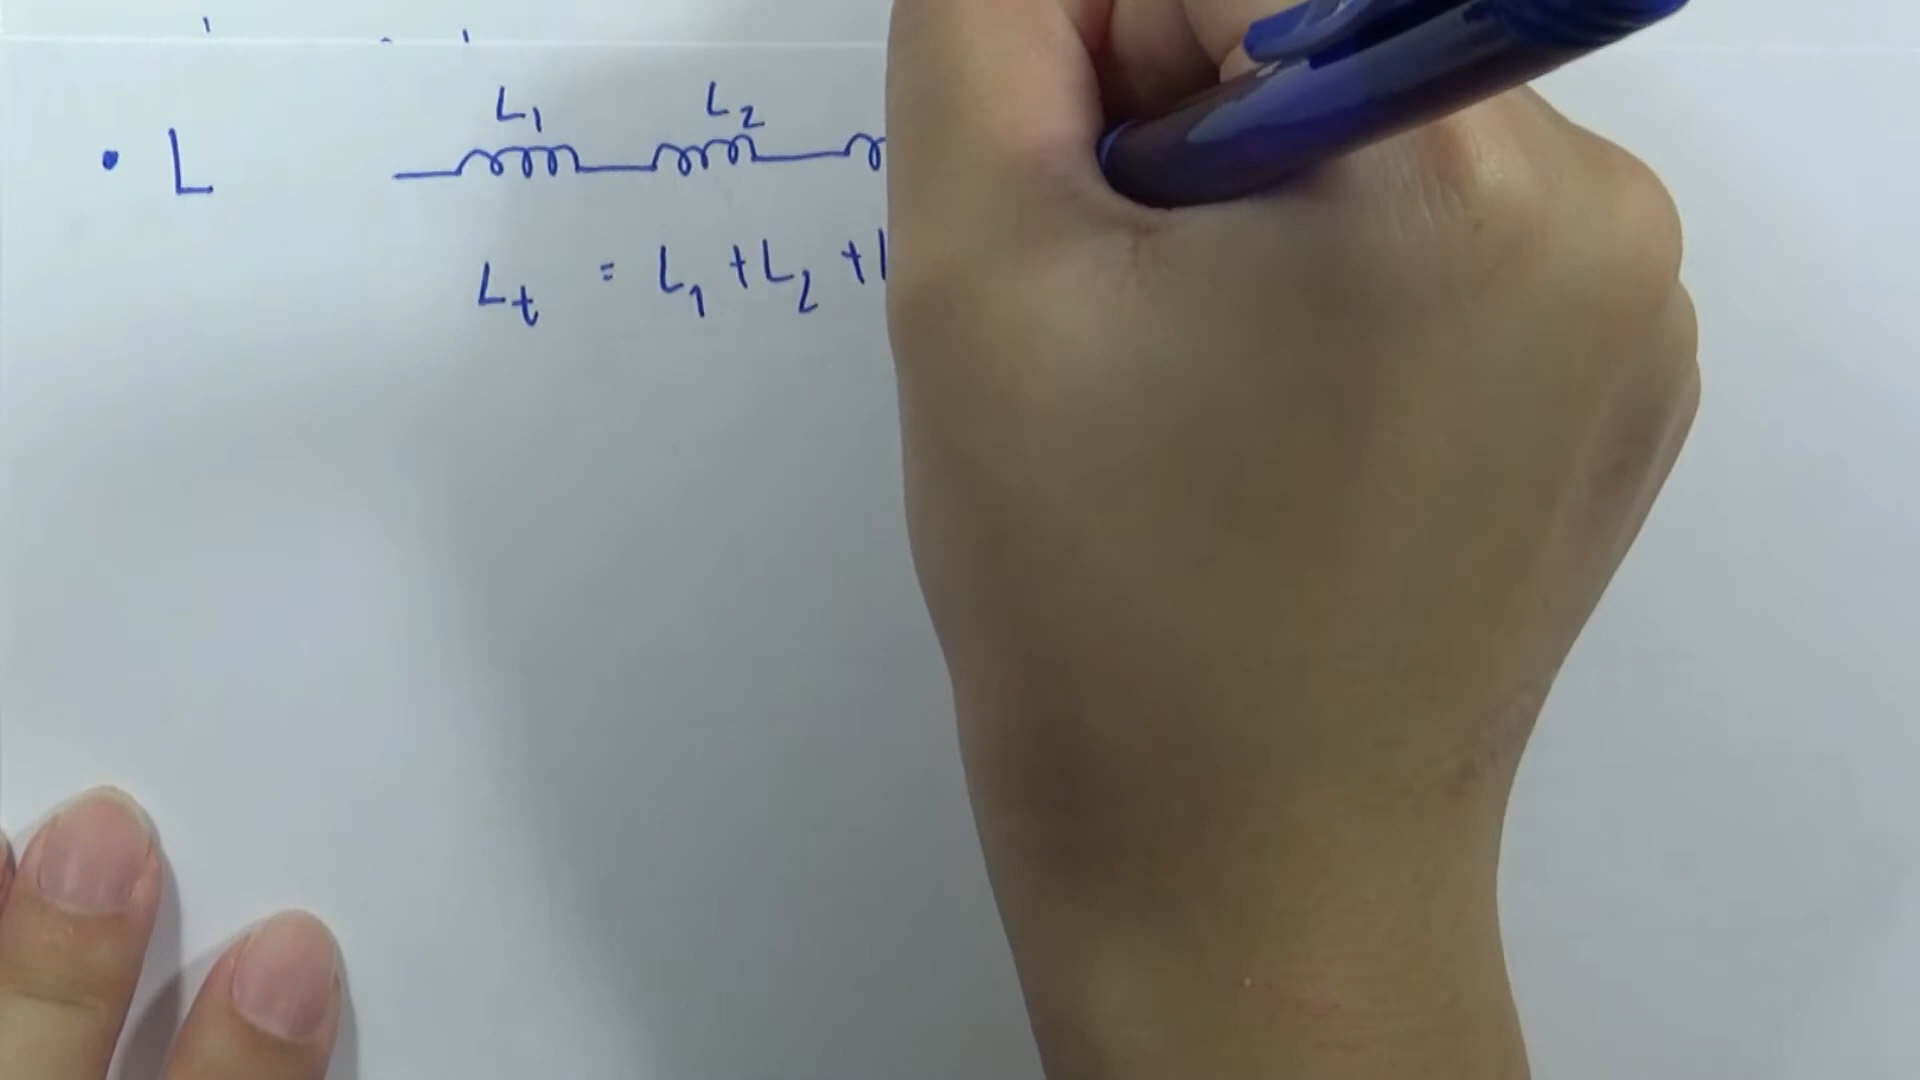 L₁ L₂
• L
Lₜ = L₁ + L₂ +